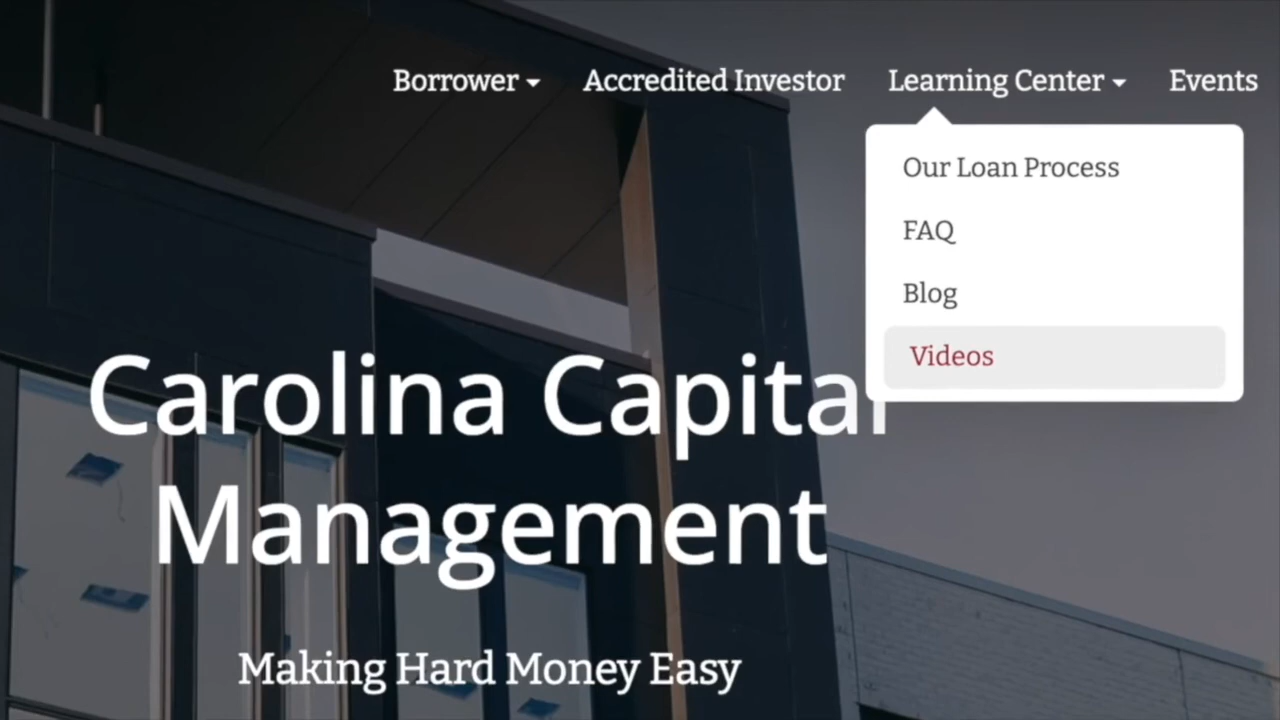 Borrower Accredited Investor Learning Center Events
Our Loan Process
FAQ
Blog
Videos
Carolina Capital
Management
Making Hard Money Easy